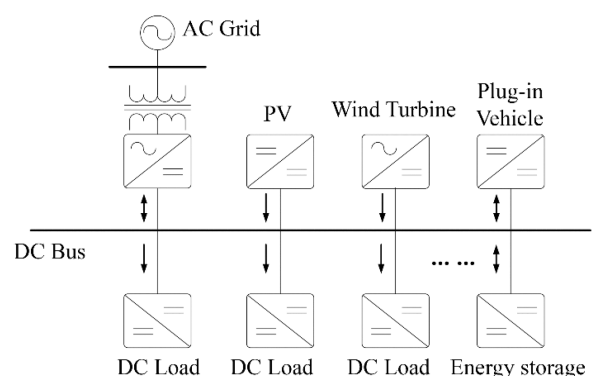 AC Grid
PV
Wind Turbine
Plug-in
Vehicle
DC Bus
... ...
DC Load
DC Load
DC Load
Energy storage